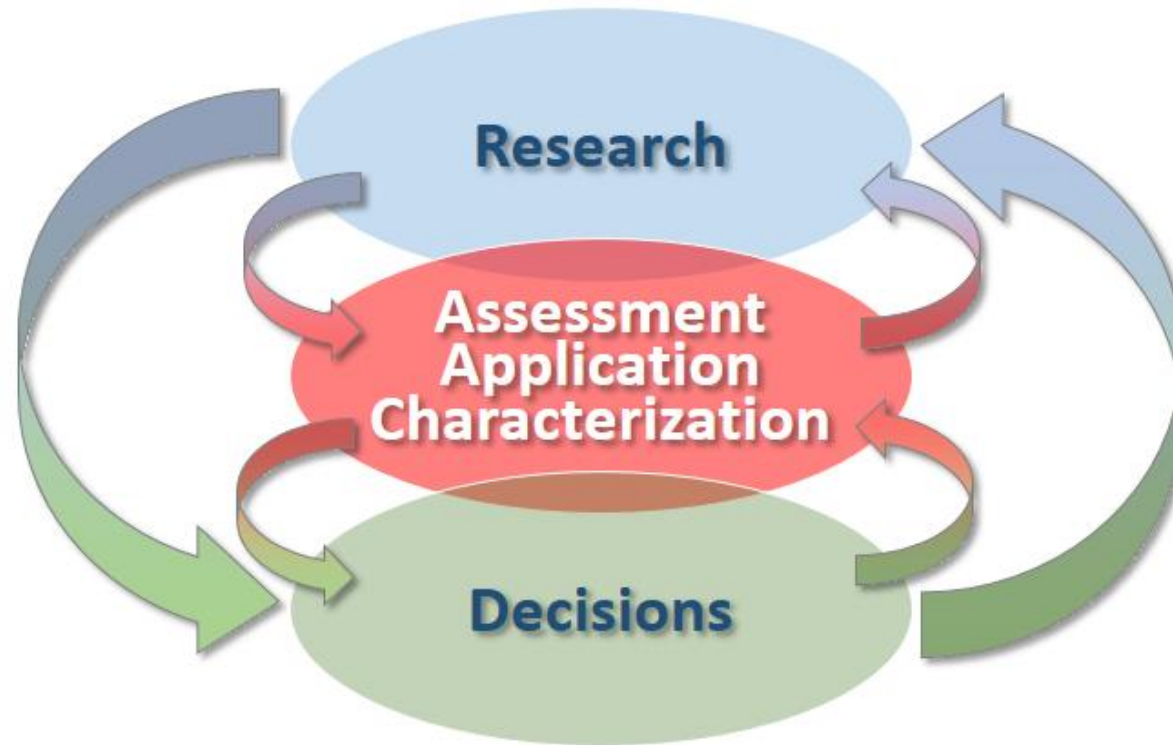 Research
Assessment
Application
Characterization
Decisions